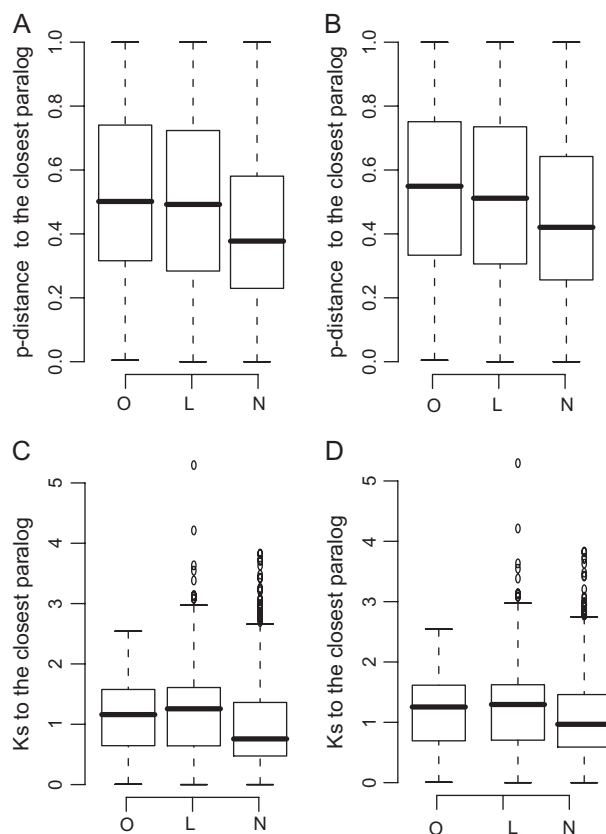 A
B
p-distance to the closest paralog
1.0
0.8
0.6
0.4
0.2
0.0
O L N
p-distance to the closest paralog
1.0
0.8
0.6
0.4
0.2
0.0
O L N
C
D
Ks to the closest paralog
5
4
3
2
1
0
O L N
Ks to the closest paralog
5
4
3
2
1
0
O L N